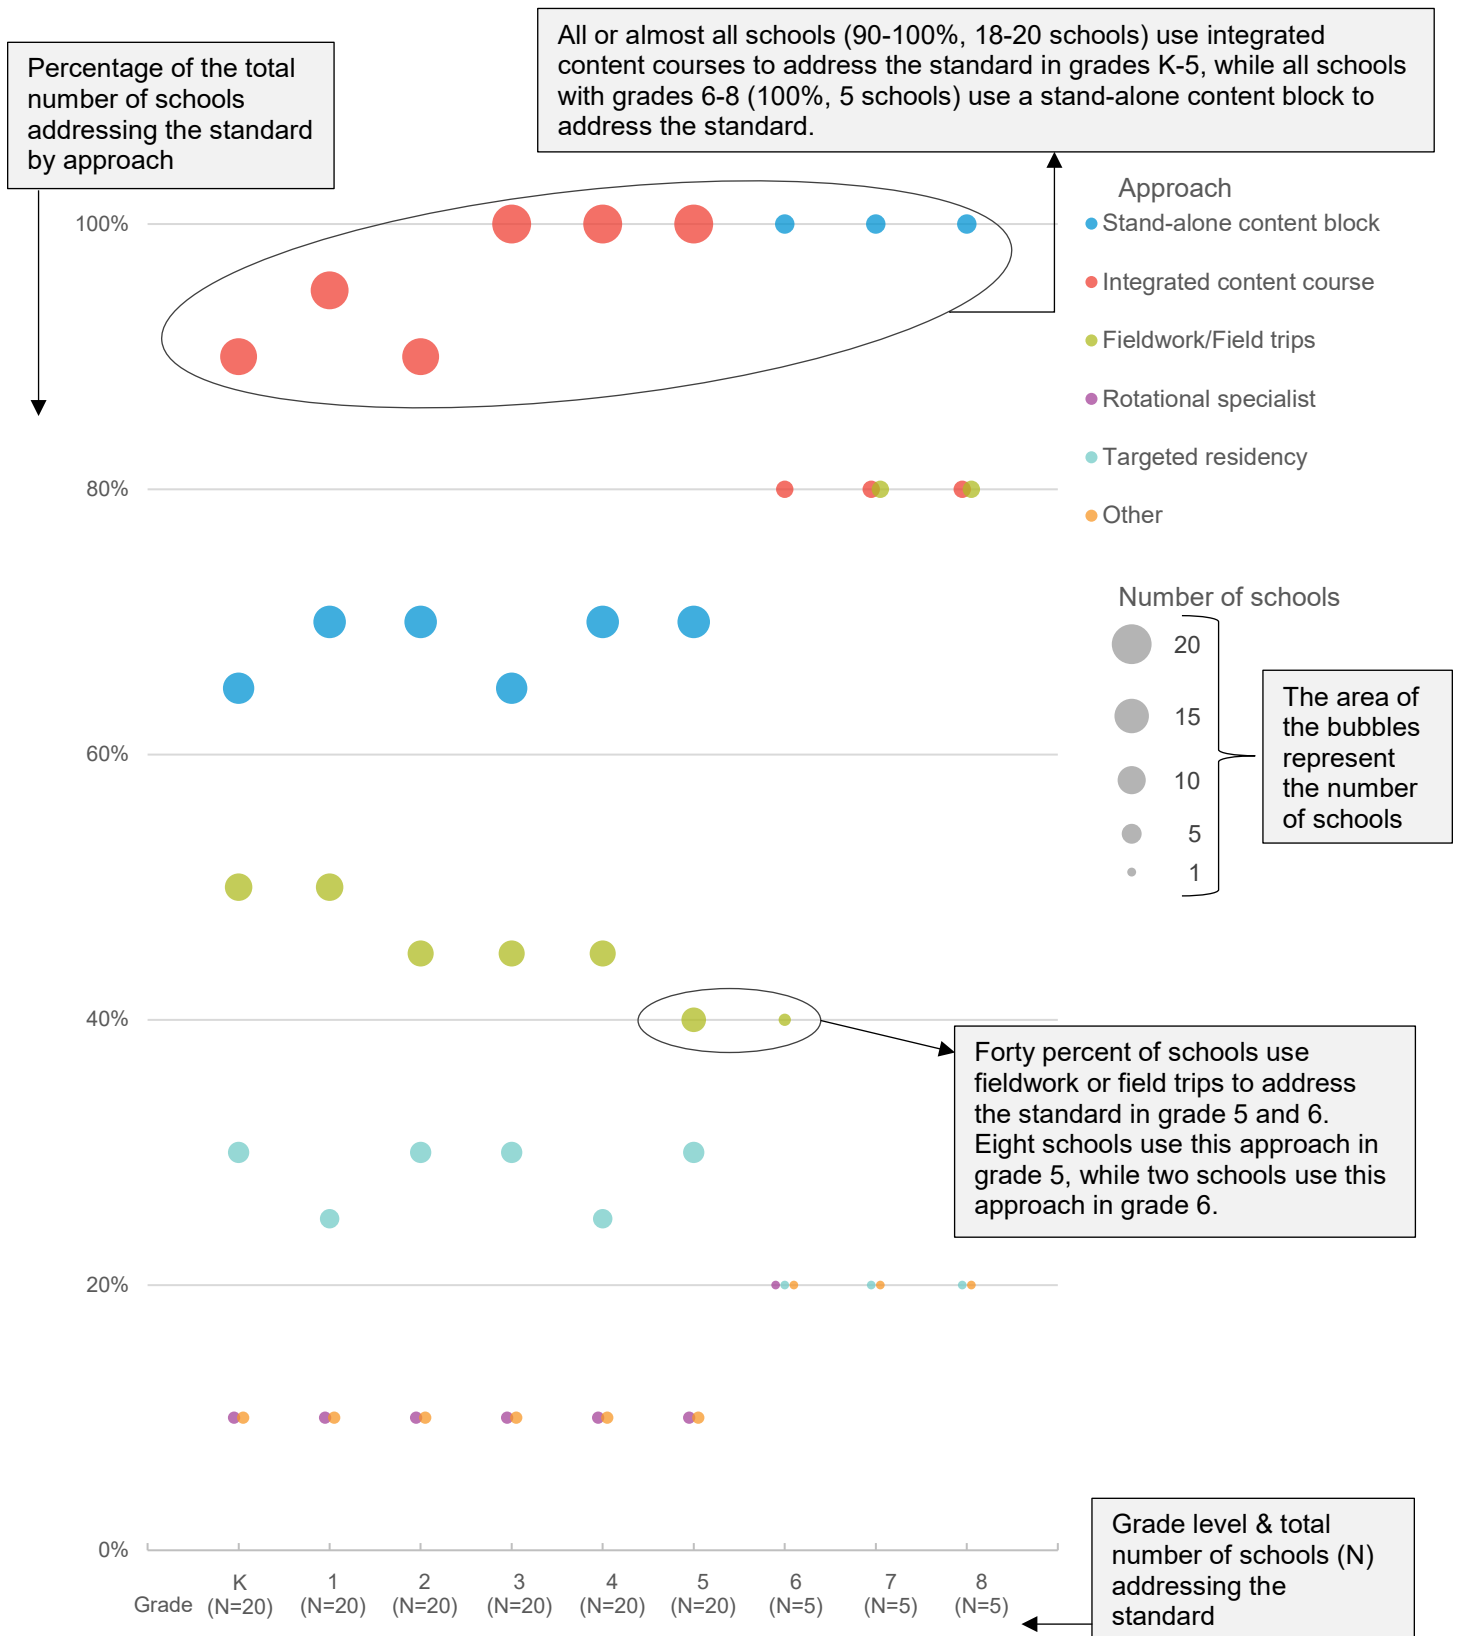 All or almost all schools (90-100%, 18-20 schools) use integrated
content courses to address the standard in grades K-5, while all schools
with grades 6-8 (100%, 5 schools) use a stand-alone content block to
address the standard.
Percentage of the total
number of schools
addressing the standard
by approach
Approach
Stand-alone content block
Integrated content course
Fieldwork/Field trips
Rotational specialist
Targeted residency
Other
Number of schools
20
15
10
5
1
The area of
the bubbles
represent
the number
of schools
100%
80%
60%
40%
20%
0%
Forty percent of schools use
fieldwork or field trips to address
the standard in grade 5 and 6.
Eight schools use this approach in
grade 5, while two schools use this
approach in grade 6.
K 1 2 3 4 5 6 7 8
Grade (N=20) (N=20) (N=20) (N=20) (N=20) (N=20) (N=5) (N=5) (N=5)
Grade level & total
number of schools (N)
addressing the
standard